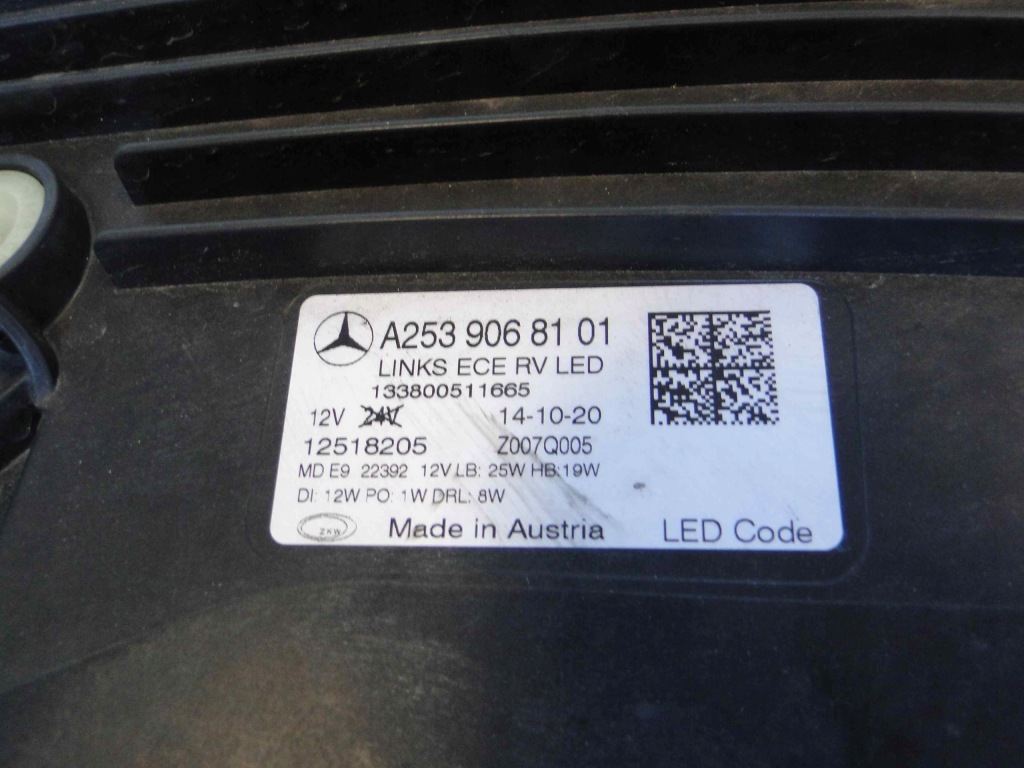 A253 906 81 01
LINKS ECE RV LED
133800511665
12V 24V 14-10-20
12518205 Z007Q005
MD E9 22392 12V LB: 25W HB:19W
DI: 12W PO: 1W DRL: 8W
ZKW Made in Austria LED Code